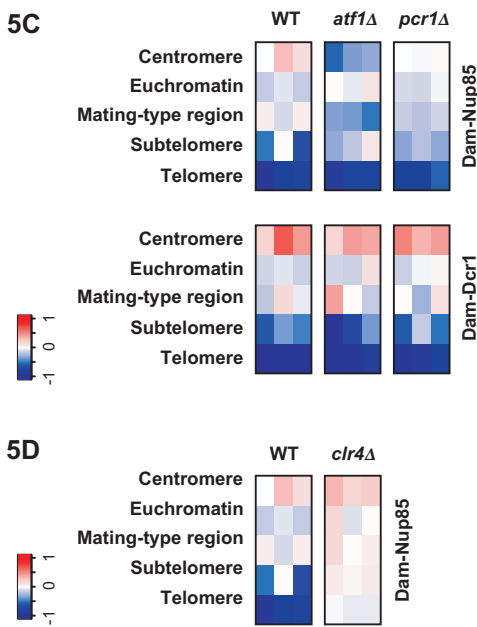 5C
WT atf1Δ pcr1Δ
Centromere
Euchromatin
Mating-type region
Subtelomere
Telomere
Dam-Nup85
Centromere
Euchromatin
Mating-type region
Subtelomere
Telomere
Dam-Dcr1
-1 0 1
5D
WT clr4Δ
Centromere
Euchromatin
Mating-type region
Subtelomere
Telomere
Dam-Nup85
-1 0 1